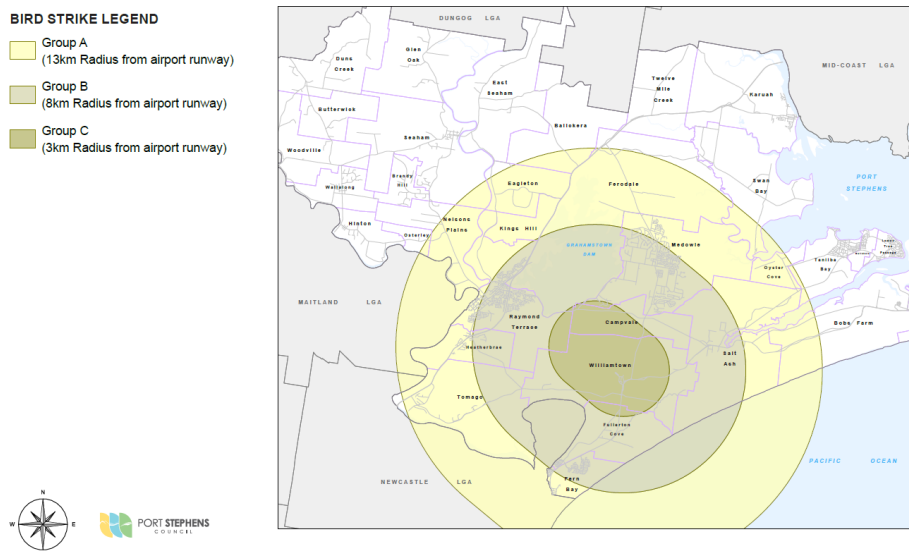 BIRD STRIKE LEGEND
Group A
(13km Radius from airport runway)
Group B
(8km Radius from airport runway)
Group C
(3km Radius from airport runway)
DUNGOG LGA
MID-COAST LGA
Duns
Creek
Glen
Oak
East
Seaham
Twelve
Mile
Creek
Karuah
Butterwick
Seaham
Balickera
Woodville
Brandy
Hill
Wallalong
Eagleton
Ferodale
Swan
Bay
PORT
STEPHENS
Hinton
Osterley
Nelsons
Plains
Kings Hill
GRAHAMSTOWN
DAM
Medowie
Oyster
Cove
Tanilba
Bay
Lemon
Tree
Passage
MAITLAND LGA
Raymond
Terrace
Campvale
Bobs Farm
Heatherbrae
Williamtown
Salt
Ash
Tomago
Fullerton
Cove
Fern
Bay
NEWCASTLE LGA
PACIFIC OCEAN
N
W
E
S
PORT STEPHENS
COUNCIL